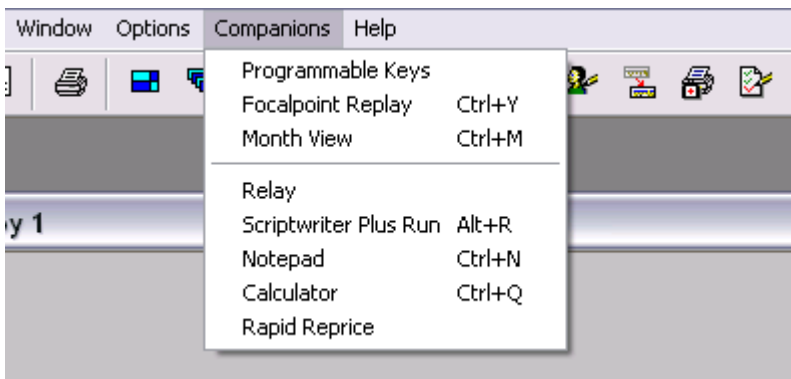 Window Options Companions Help
Programmable Keys
Focalpoint Replay Ctrl+Y
Month View Ctrl+M
Relay
y 1
Scriptwriter Plus Run Alt+R
Notepad Ctrl+N
Calculator Ctrl+Q
Rapid Reprice